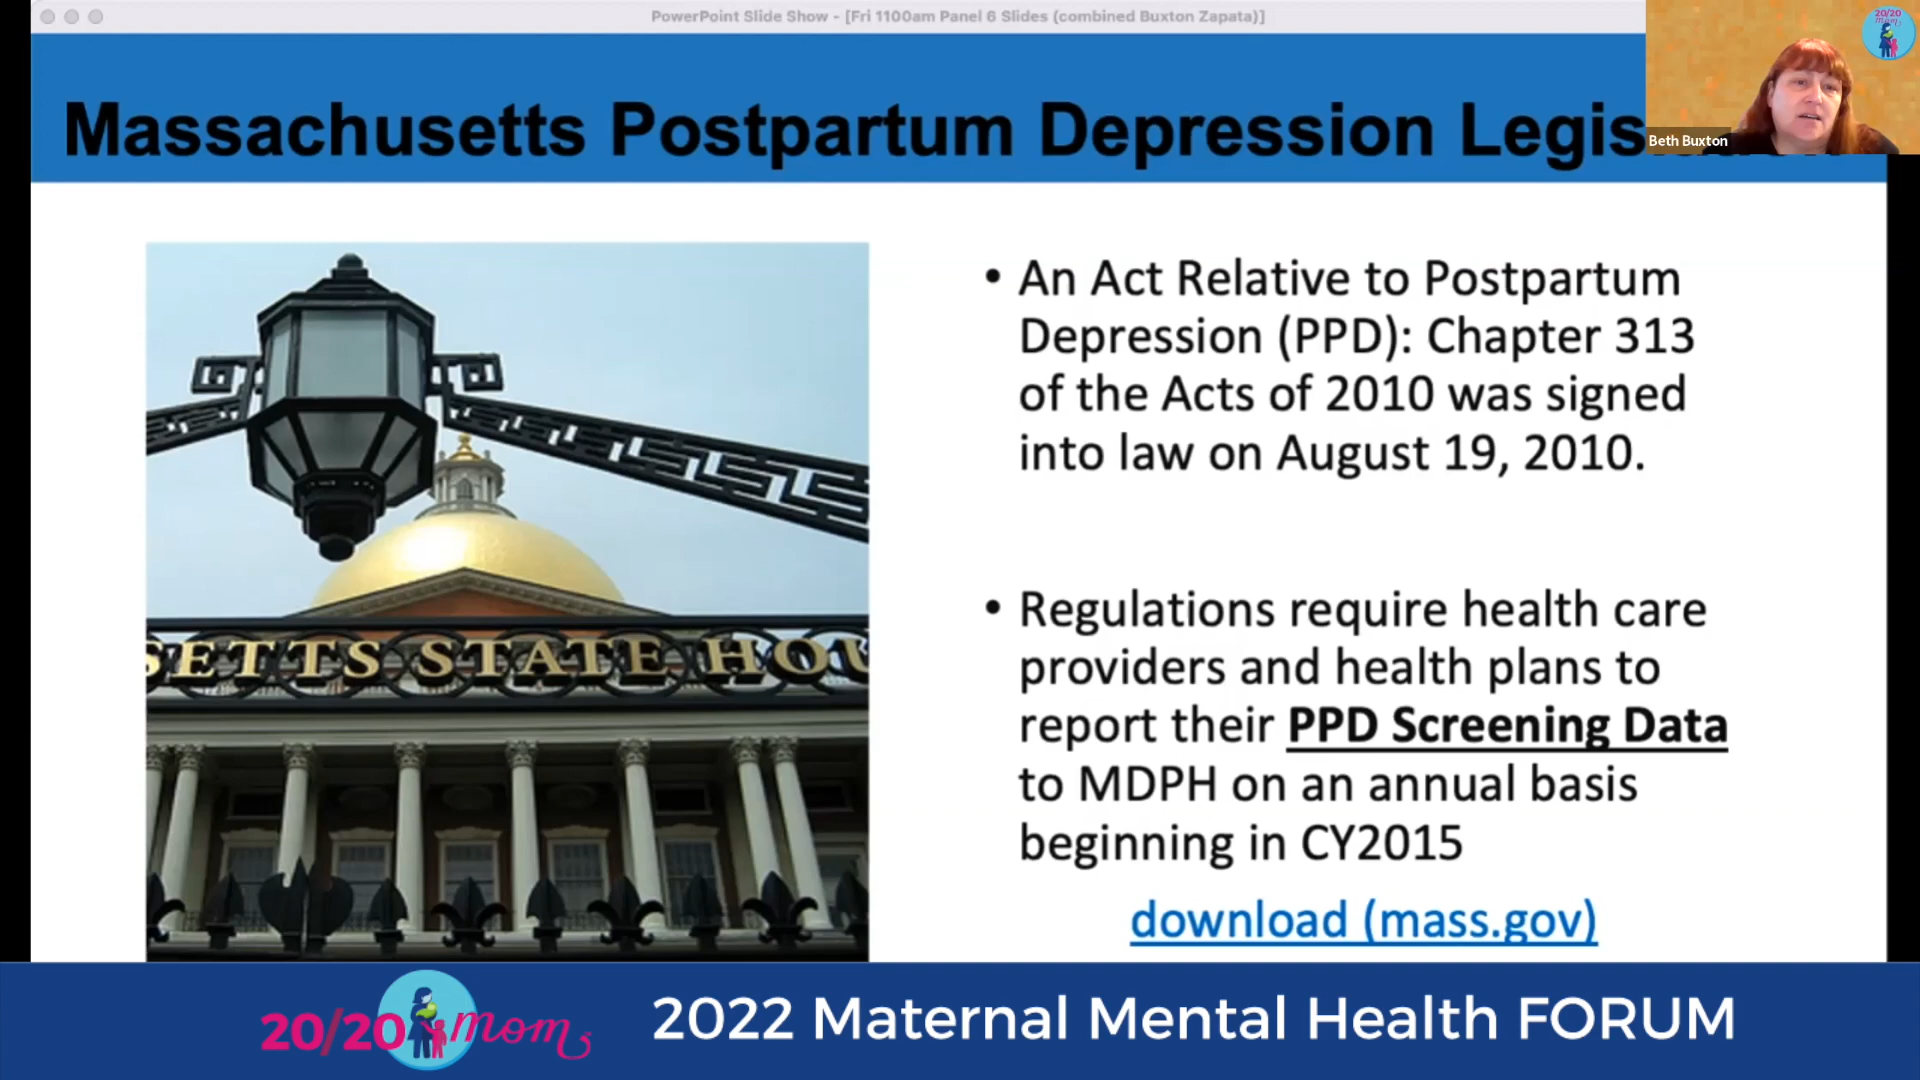 PowerPoint Slide Show - [Fri 1100am Panel 6 Slides (combined Buxton Zapata)]
20/20
mom
Massachusetts Postpartum Depression Legis
Beth Buxton
SETTS STATE HOU
• An Act Relative to Postpartum
Depression (PPD): Chapter 313
of the Acts of 2010 was signed
into law on August 19, 2010.
• Regulations require health care
providers and health plans to
report their PPD Screening Data
to MDPH on an annual basis
beginning in CY2015
download (mass.gov)
20/20 mom
2022 Maternal Mental Health FORUM